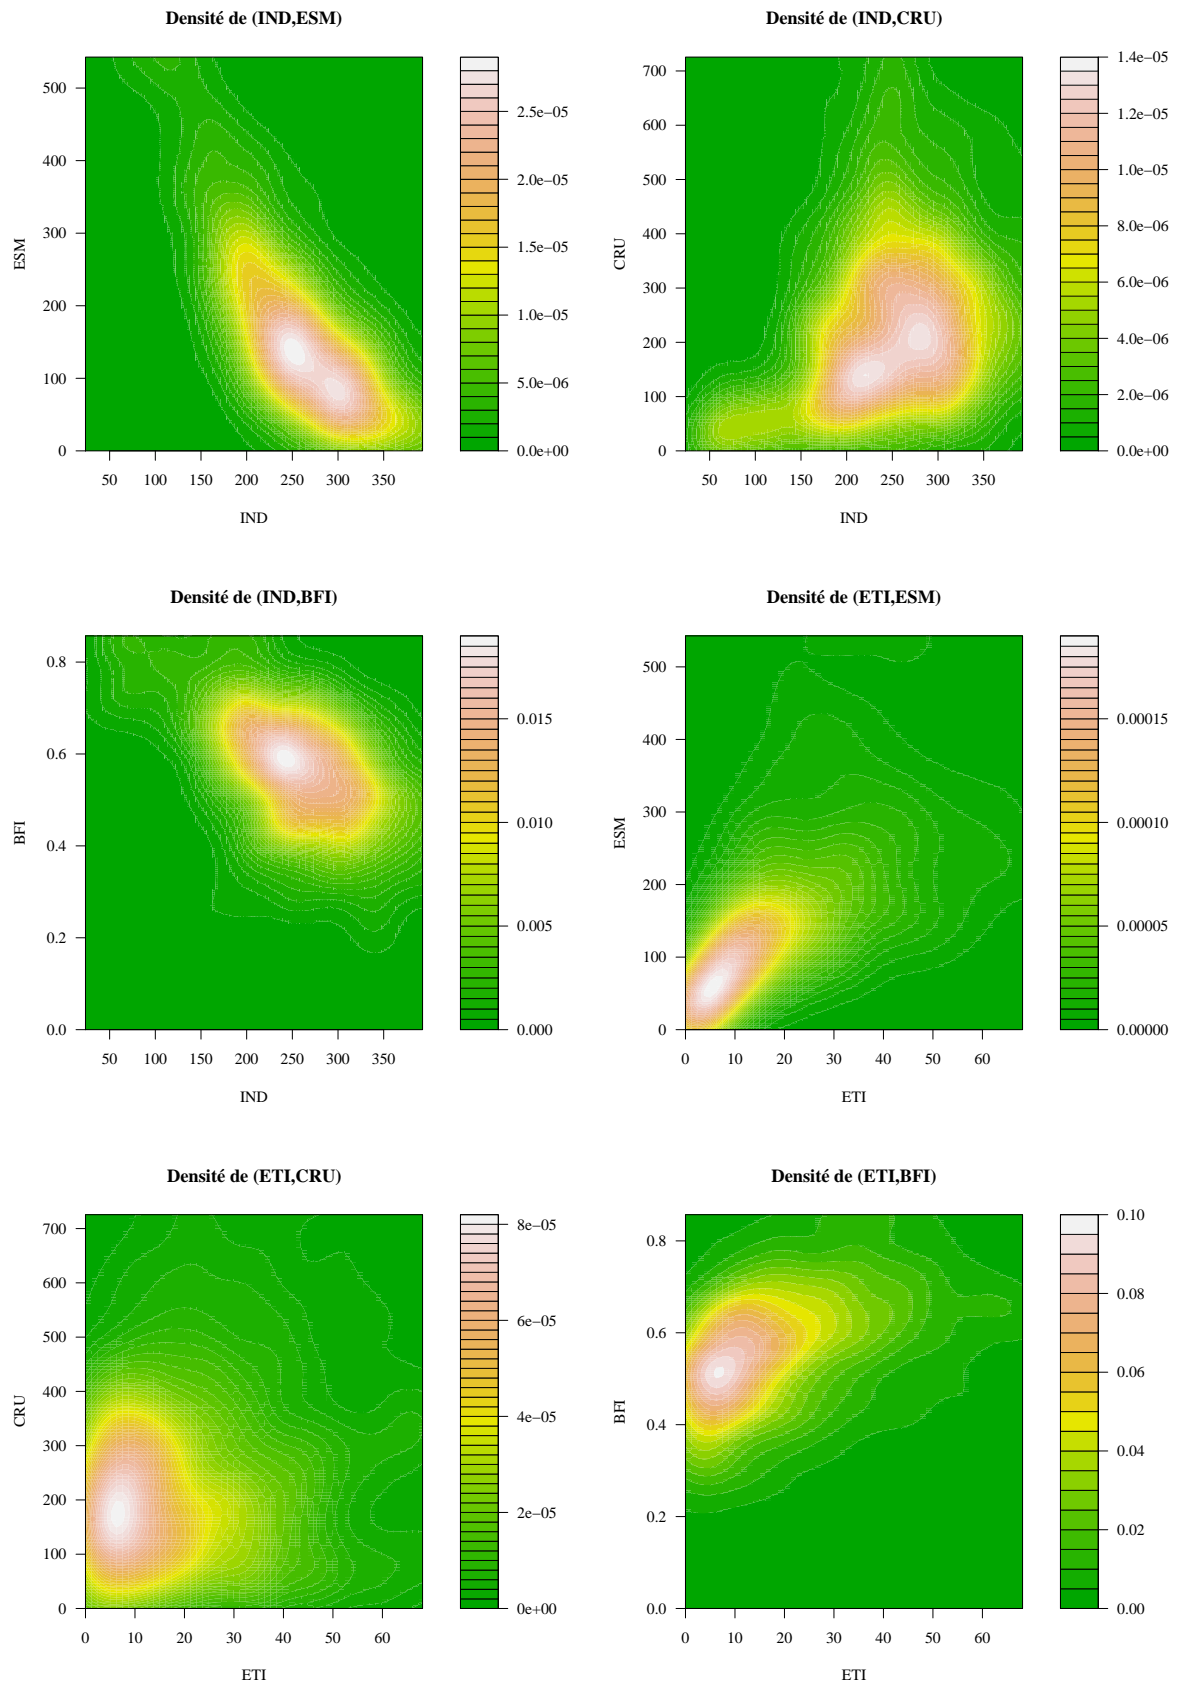 Densité de (IND,ESM)
500
400
300
200
100
0
ESM
50 100 150 200 250 300 350
IND
2.5e−05
2.0e−05
1.5e−05
1.0e−05
5.0e−06
0.0e+00
Densité de (IND,CRU)
700
600
500
400
300
200
100
0
CRU
50 100 150 200 250 300 350
IND
1.4e−05
1.2e−05
1.0e−05
8.0e−06
6.0e−06
4.0e−06
2.0e−06
0.0e+00
Densité de (IND,BFI)
0.8
0.6
0.4
0.2
0.0
BFI
50 100 150 200 250 300 350
IND
0.015
0.010
0.005
0.000
Densité de (ETI,ESM)
500
400
300
200
100
0
ESM
0 10 20 30 40 50 60
ETI
0.00015
0.00010
0.00005
0.00000
Densité de (ETI,CRU)
700
600
500
400
300
200
100
0
CRU
0 10 20 30 40 50 60
ETI
8e−05
6e−05
4e−05
2e−05
0e+00
Densité de (ETI,BFI)
0.8
0.6
0.4
0.2
0.0
BFI
0 10 20 30 40 50 60
ETI
0.10
0.08
0.06
0.04
0.02
0.00